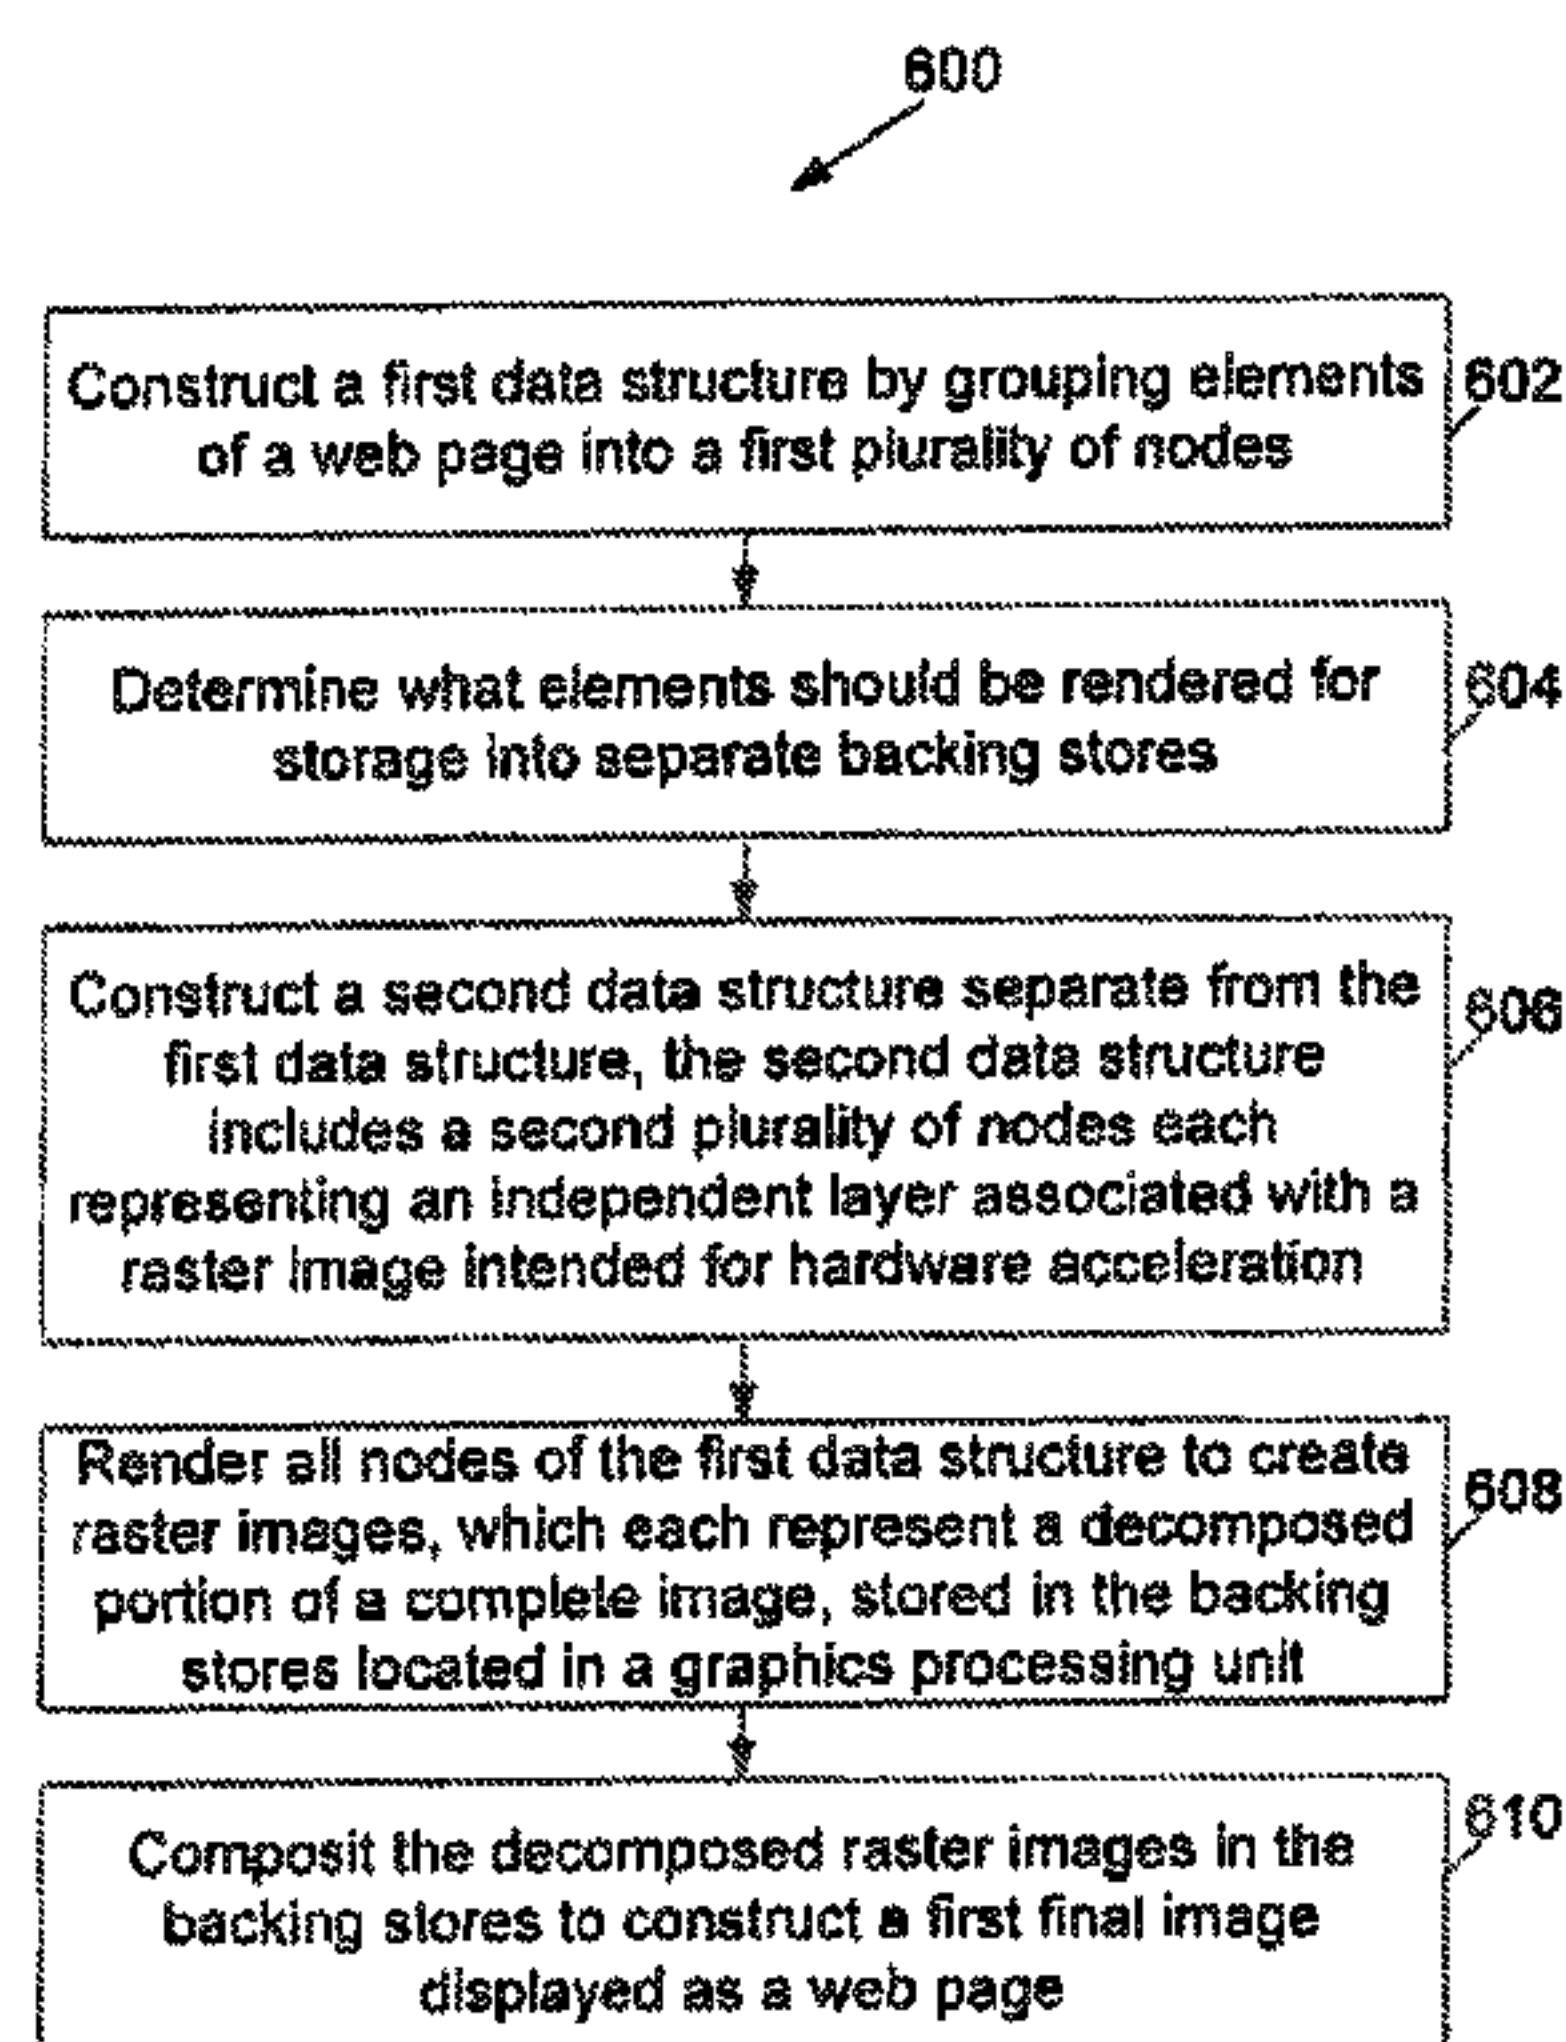 600
Construct a first data structure by grouping elements
of a web page into a first plurality of nodes
602
Determine what elements should be rendered for
storage into separate backing stores
604
Construct a second data structure separate from the
first data structure, the second data structure
includes a second plurality of nodes each
representing an independent layer associated with a
raster image intended for hardware acceleration
606
Render all nodes of the first data structure to create
raster images, which each represent a decomposed
portion of a complete image, stored in the backing
stores located in a graphics processing unit
608
Composit the decomposed raster images in the
backing stores to construct a first final image
displayed as a web page
610